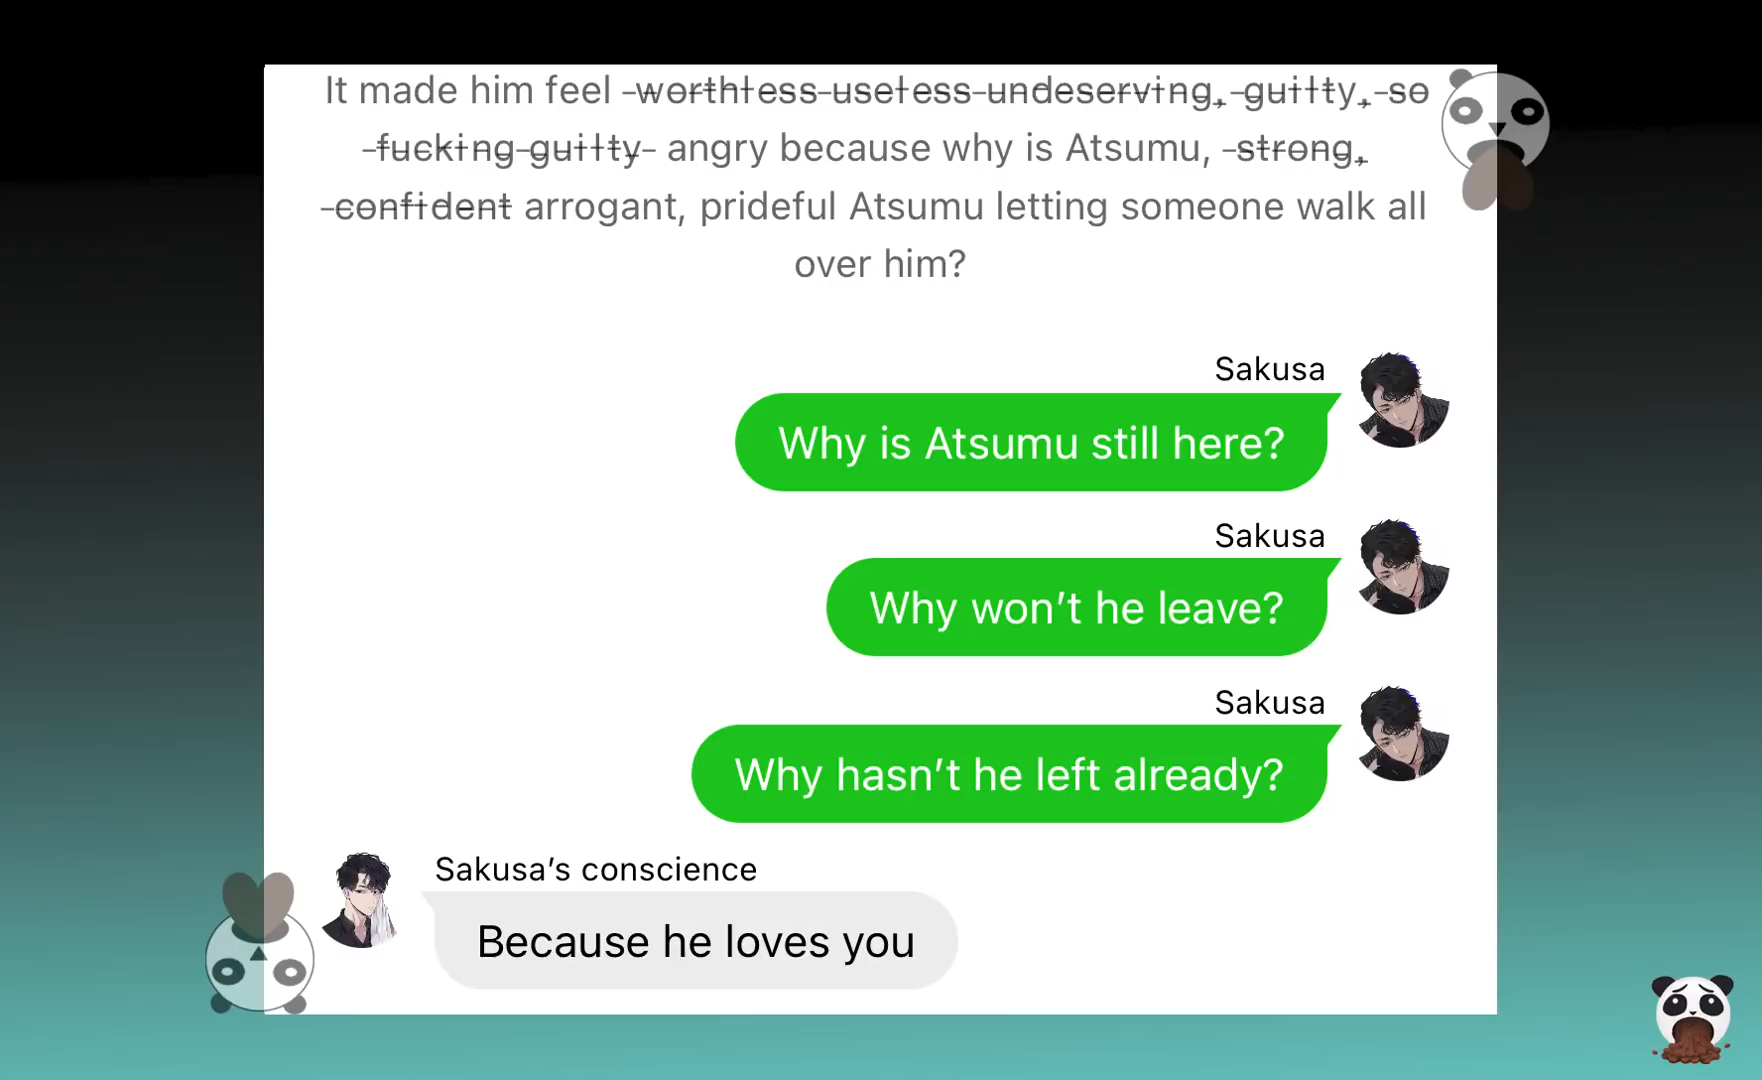 It made him feel -worthless-useless-undeserving,-guilty,-so
-fucking-guilty- angry because why is Atsumu, -strong,
-confident arrogant, prideful Atsumu letting someone walk all
over him?
Sakusa
Why is Atsumu still here?
Sakusa
Why won’t he leave?
Sakusa
Why hasn’t he left already?
Sakusa’s conscience
Because he loves you